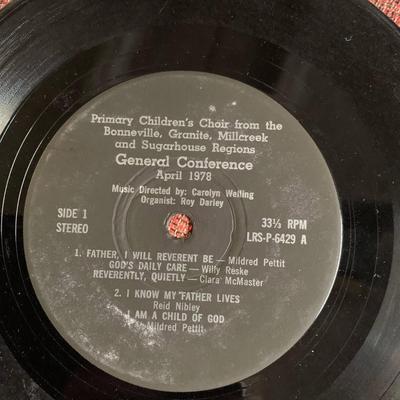 Primary Children's Choir from the
Bonneville, Granite, Millcreek
and Sugarhouse Regions
General Conference
April 1978
Music Directed by: Carolyn Welling
Organist: Roy Darley
SIDE 1
STEREO
33⅓ RPM
LRS-P-6429 A
1. FATHER, I WILL REVERENT BE — Mildred Pettit
GOD'S DAILY CARE — Willy Reske
REVERENTLY, QUIETLY — Clara McMaster
2. I KNOW MY FATHER LIVES
Reid Nibley
I AM A CHILD OF GOD
Mildred Pettit